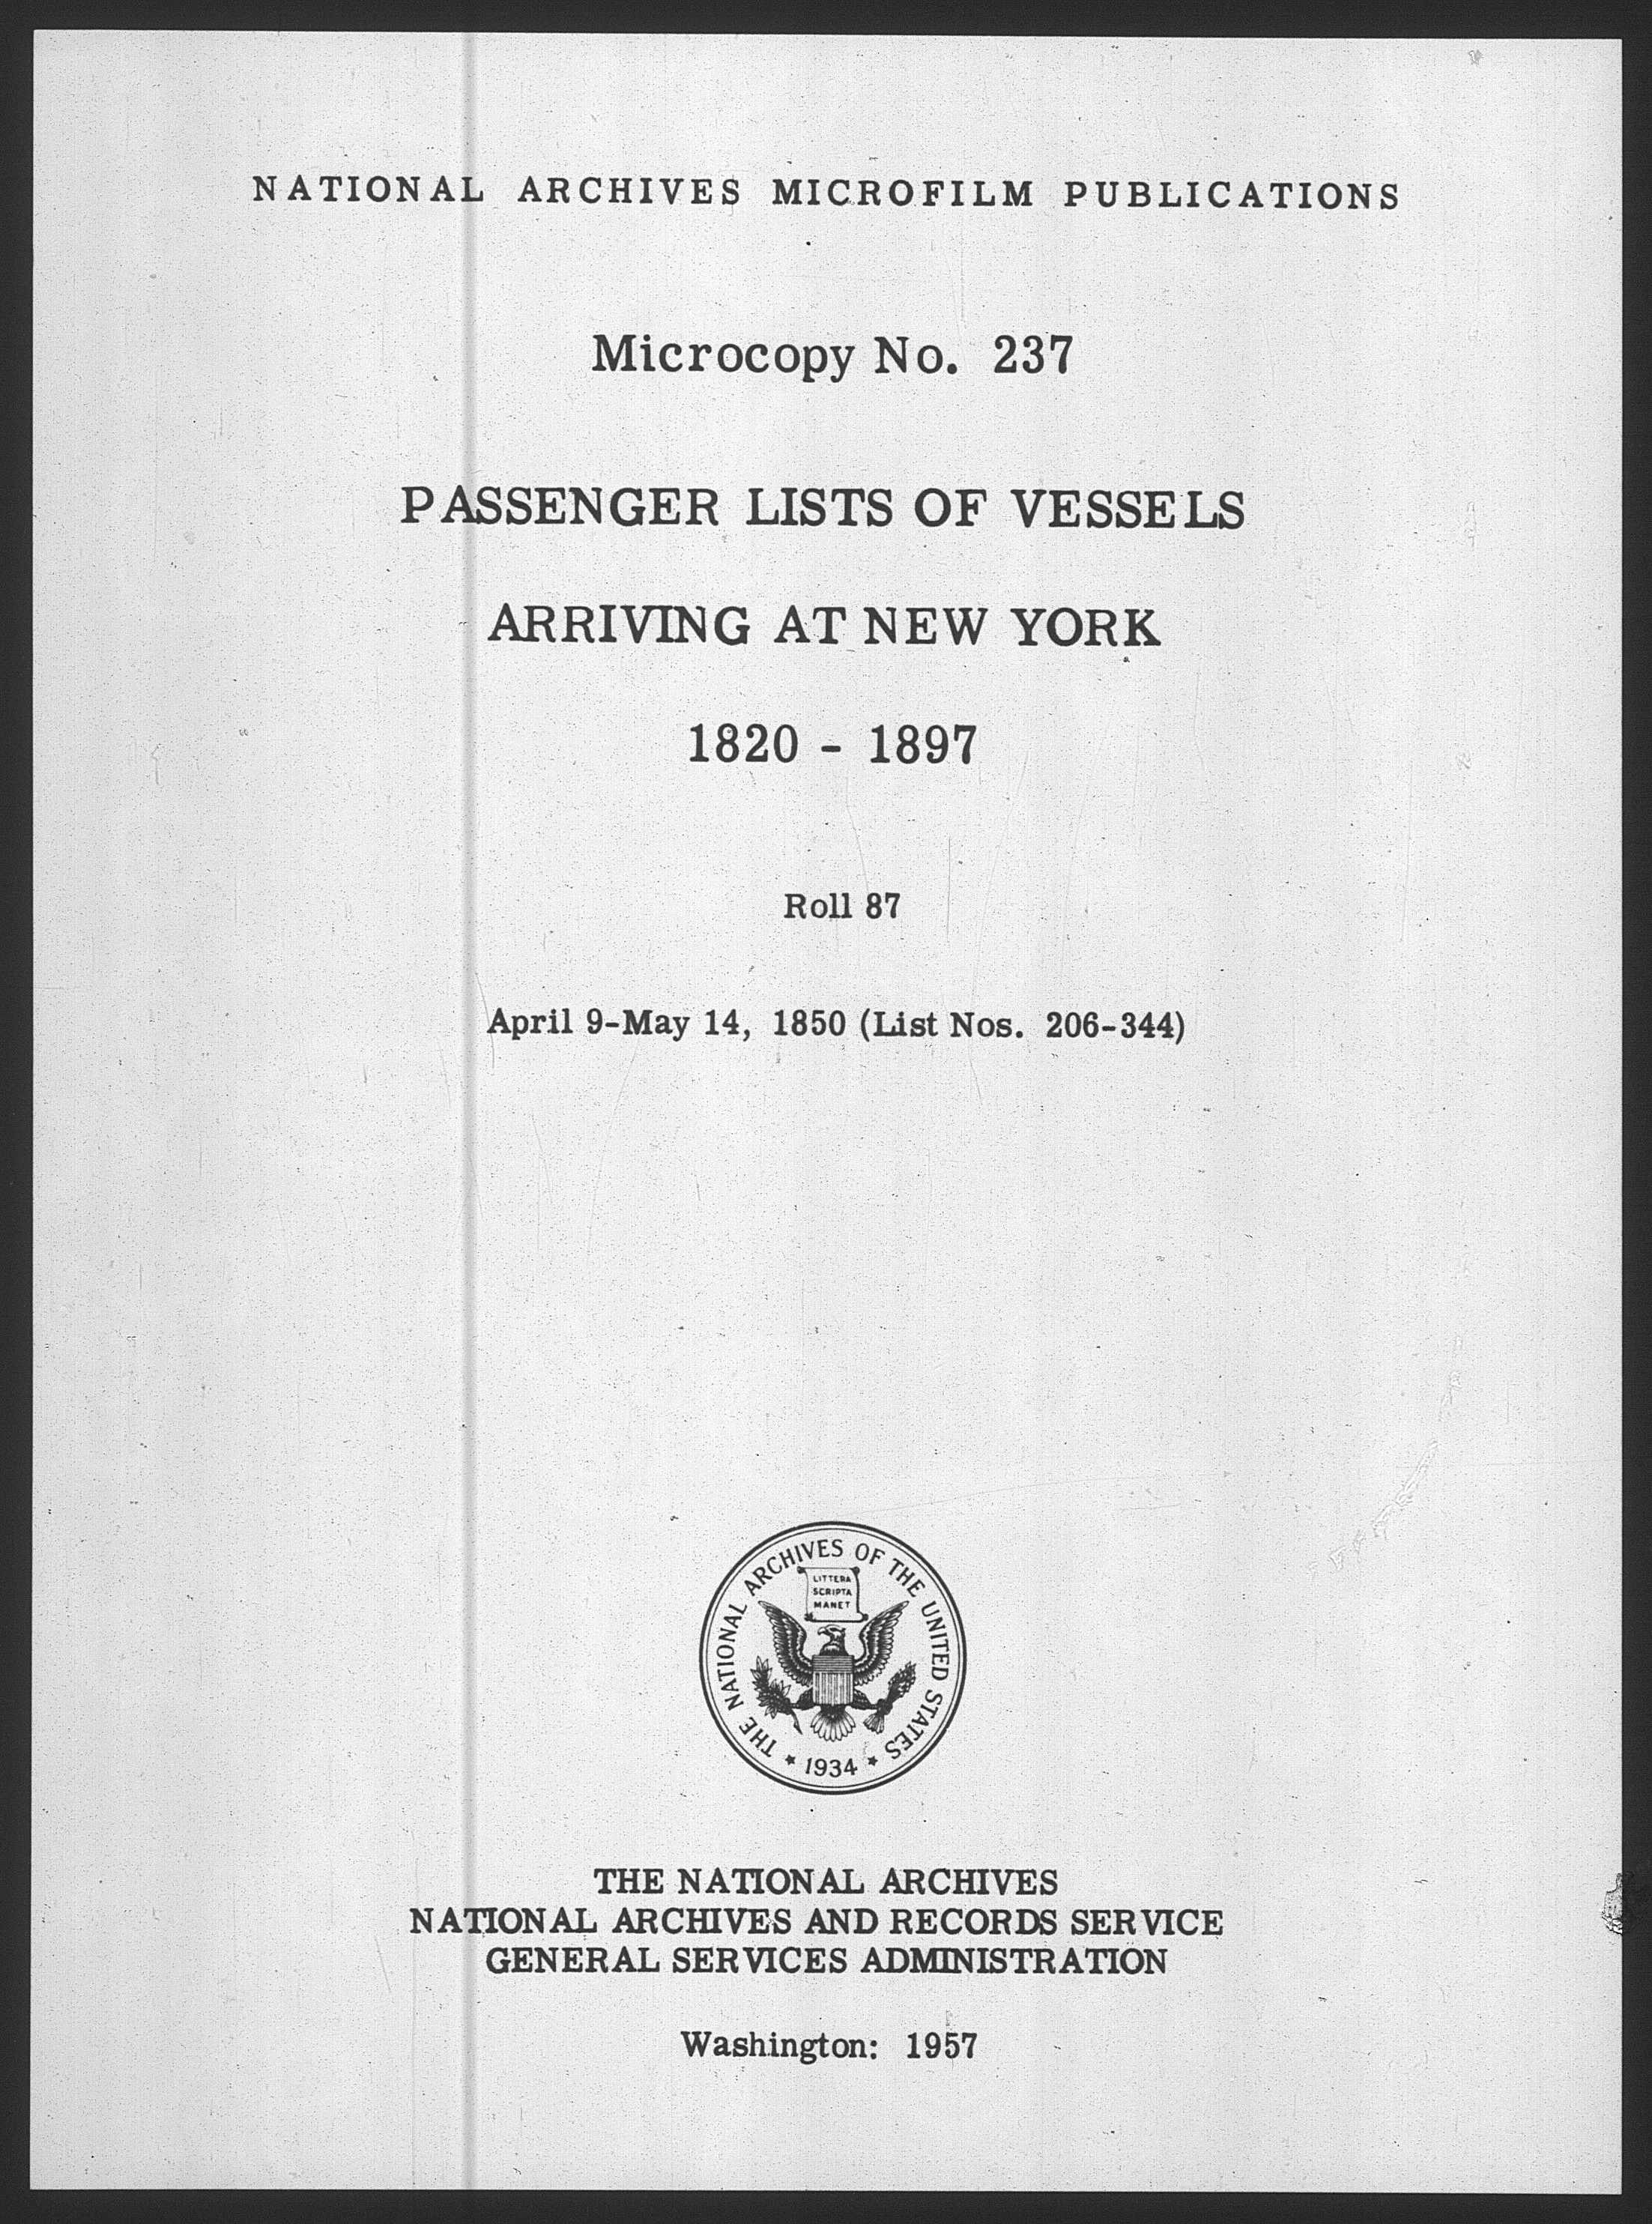 NATIONAL ARCHIVES MICROFILM PUBLICATIONS
Microcopy No. 237
PASSENGER LISTS OF VESSELS
ARRIVING AT NEW YORK
1820 - 1897
Roll 87
April 9-May 14, 1850 (List Nos. 206-344)
THE NATIONAL ARCHIVES OF THE UNITED STATES
LITTERA
SCRIPTA
MANET
* 1934 *
THE NATIONAL ARCHIVES
NATIONAL ARCHIVES AND RECORDS SERVICE
GENERAL SERVICES ADMINISTRATION
Washington: 1957